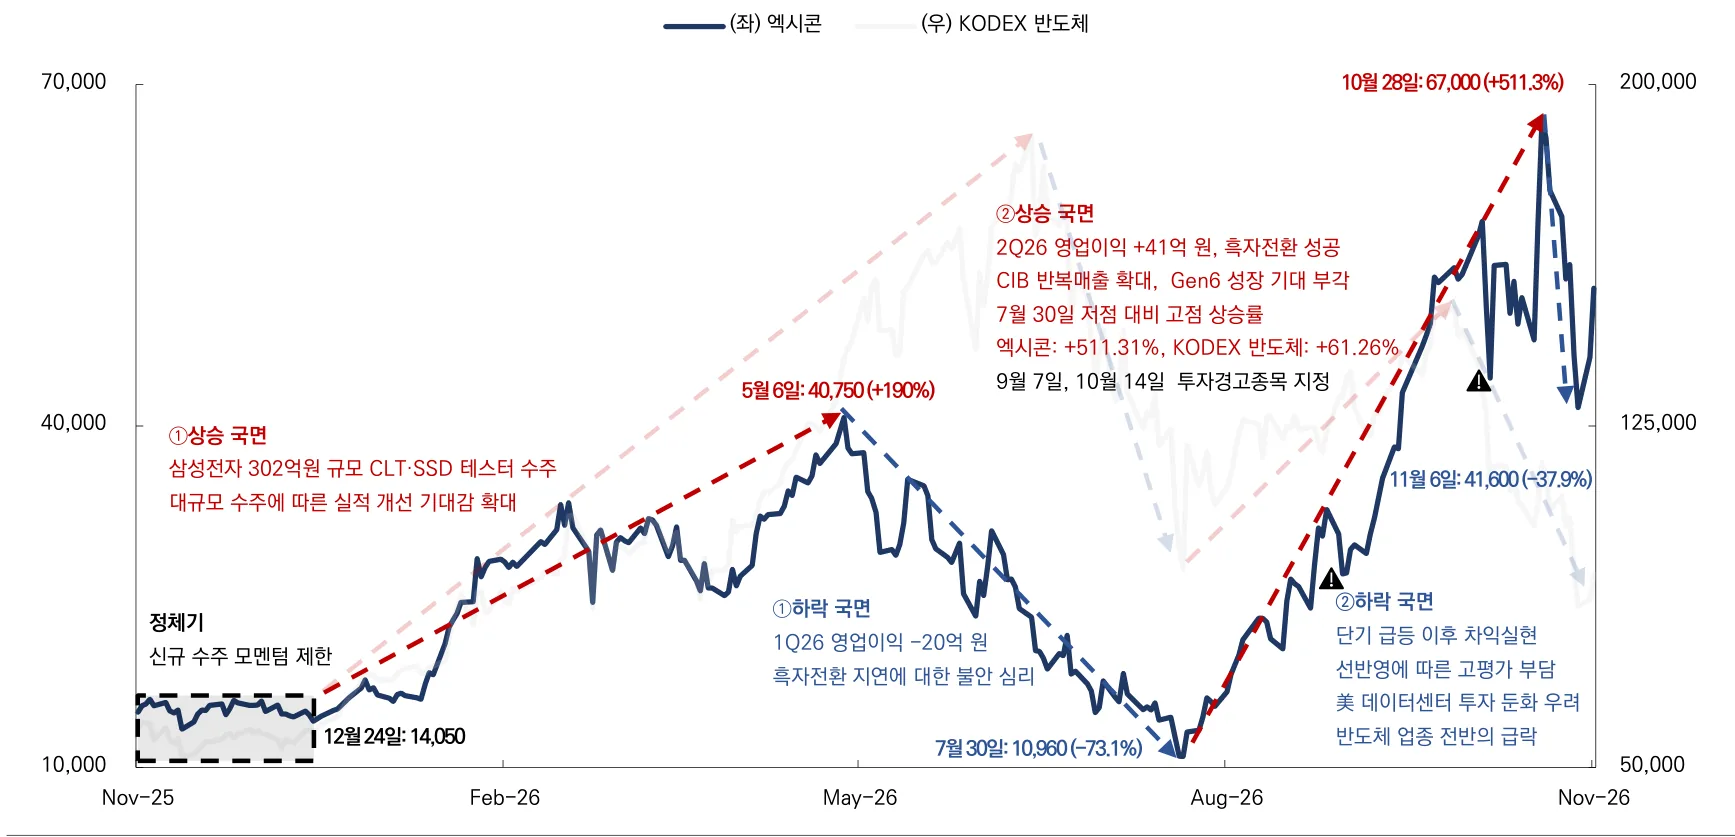 (좌) 엑시콘
(우) KODEX 반도체
70,000
40,000
10,000
200,000
125,000
50,000
10월 28일: 67,000 (+511.3%)
②상승 국면
2Q26 영업이익 +41억 원, 흑자전환 성공
CIB 반복매출 확대, Gen6 성장 기대 부각
7월 30일 저점 대비 고점 상승률
엑시콘: +511.31%, KODEX 반도체: +61.26%
9월 7일, 10월 14일 투자경고종목 지정
5월 6일: 40,750 (+190%)
①상승 국면
삼성전자 302억원 규모 CLT·SSD 테스터 수주
대규모 수주에 따른 실적 개선 기대감 확대
11월 6일: 41,600 (-37.9%)
정체기
신규 수주 모멘텀 제한
12월 24일: 14,050
①하락 국면
1Q26 영업이익 -20억 원
흑자전환 지연에 대한 불안 심리
7월 30일: 10,960 (-73.1%)
②하락 국면
단기 급등 이후 차익실현
선반영에 따른 고평가 부담
美 데이터센터 투자 둔화 우려
반도체 업종 전반의 급락
Nov-25
Feb-26
May-26
Aug-26
Nov-26